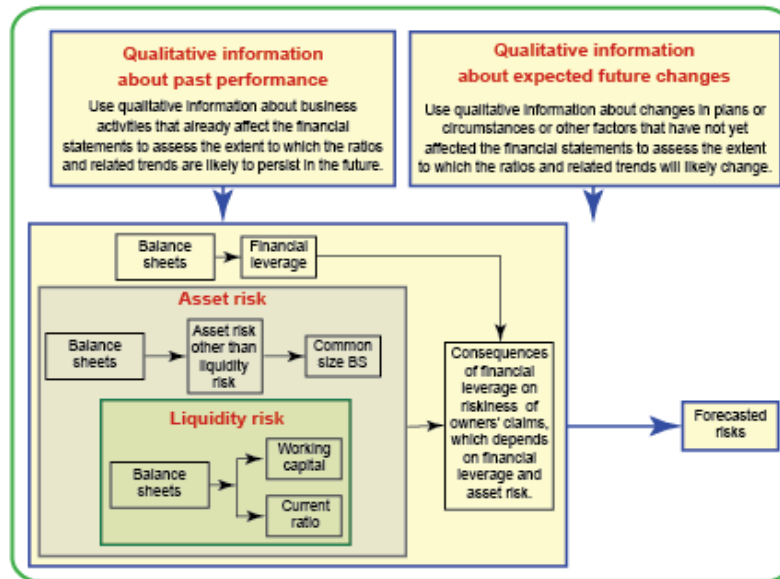 Qualitative information
about past performance
Use qualitative information about business
activities that already affect the financial
statements to assess the extent to which the ratios
and related trends are likely to persist in the future.
Qualitative information
about expected future changes
Use qualitative information about changes in plans or
circumstances or other factors that have not yet
affected the financial statements to assess the extent
to which the ratios and related trends will likely change.
Balance
sheets
Financial
leverage
Asset risk
Balance
sheets
Asset risk
other than
liquidity
risk
Common
size BS
Liquidity risk
Balance
sheets
Working
capital
Current
ratio
Consequences
of financial
leverage on
riskiness of
owners' claims,
which depends
on financial
leverage and
asset risk.
Forecasted
risks